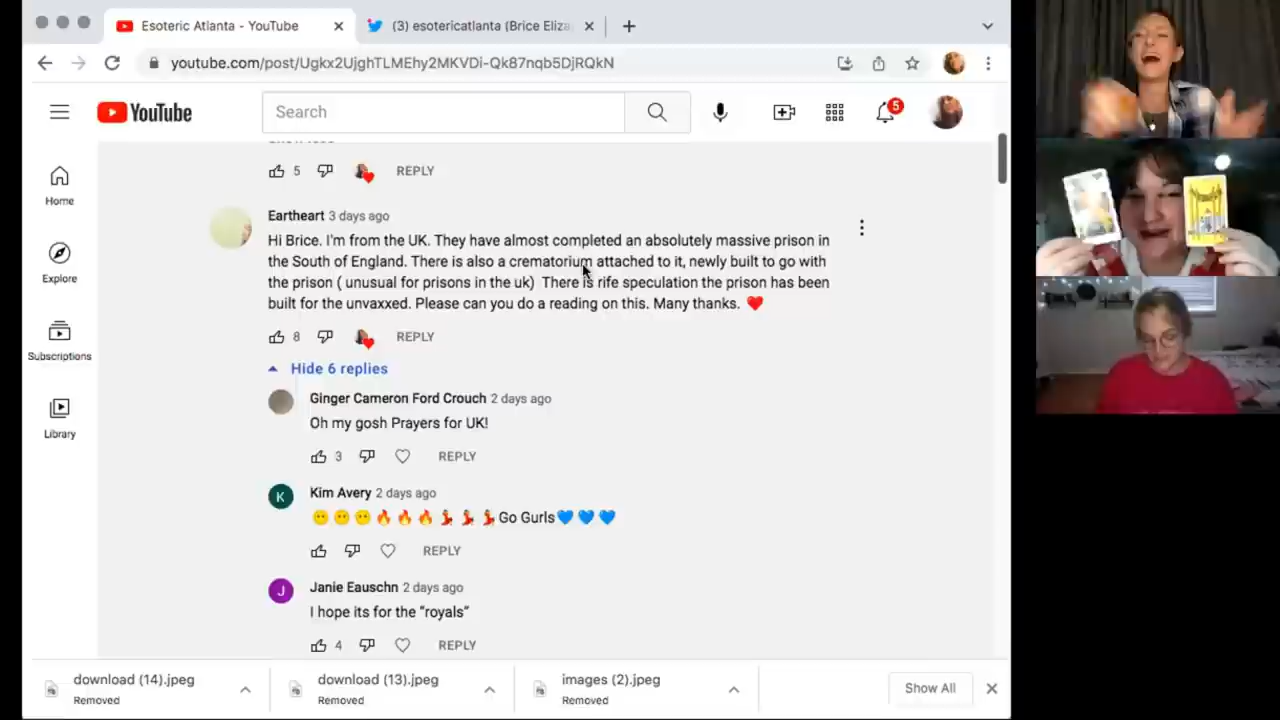 Esoteric Atlanta - YouTube
(3) esotericatlanta (Brice Eliza
youtube.com/post/Ugkx2UjghTLMEhy2MKVDi-Qk87nqb5DjRQkN
YouTube
Search
5
5
REPLY
Home
Explore
Subscriptions
Library
Eartheart 3 days ago
Hi Brice. I'm from the UK. They have almost completed an absolutely massive prison in
the South of England. There is also a crematorium attached to it, newly built to go with
the prison ( unusual for prisons in the uk) There is rife speculation the prison has been
built for the unvaxxed. Please can you do a reading on this. Many thanks. ❤️
8
REPLY
Hide 6 replies
Ginger Cameron Ford Crouch 2 days ago
Oh my gosh Prayers for UK!
3
REPLY
K
Kim Avery 2 days ago
😶😶😶🔥🔥🔥💃💃💃Go Gurls💙💙💙
REPLY
J
Janie Eauschn 2 days ago
I hope its for the “royals”
4
REPLY
download (14).jpeg
Removed
download (13).jpeg
Removed
images (2).jpeg
Removed
Show All